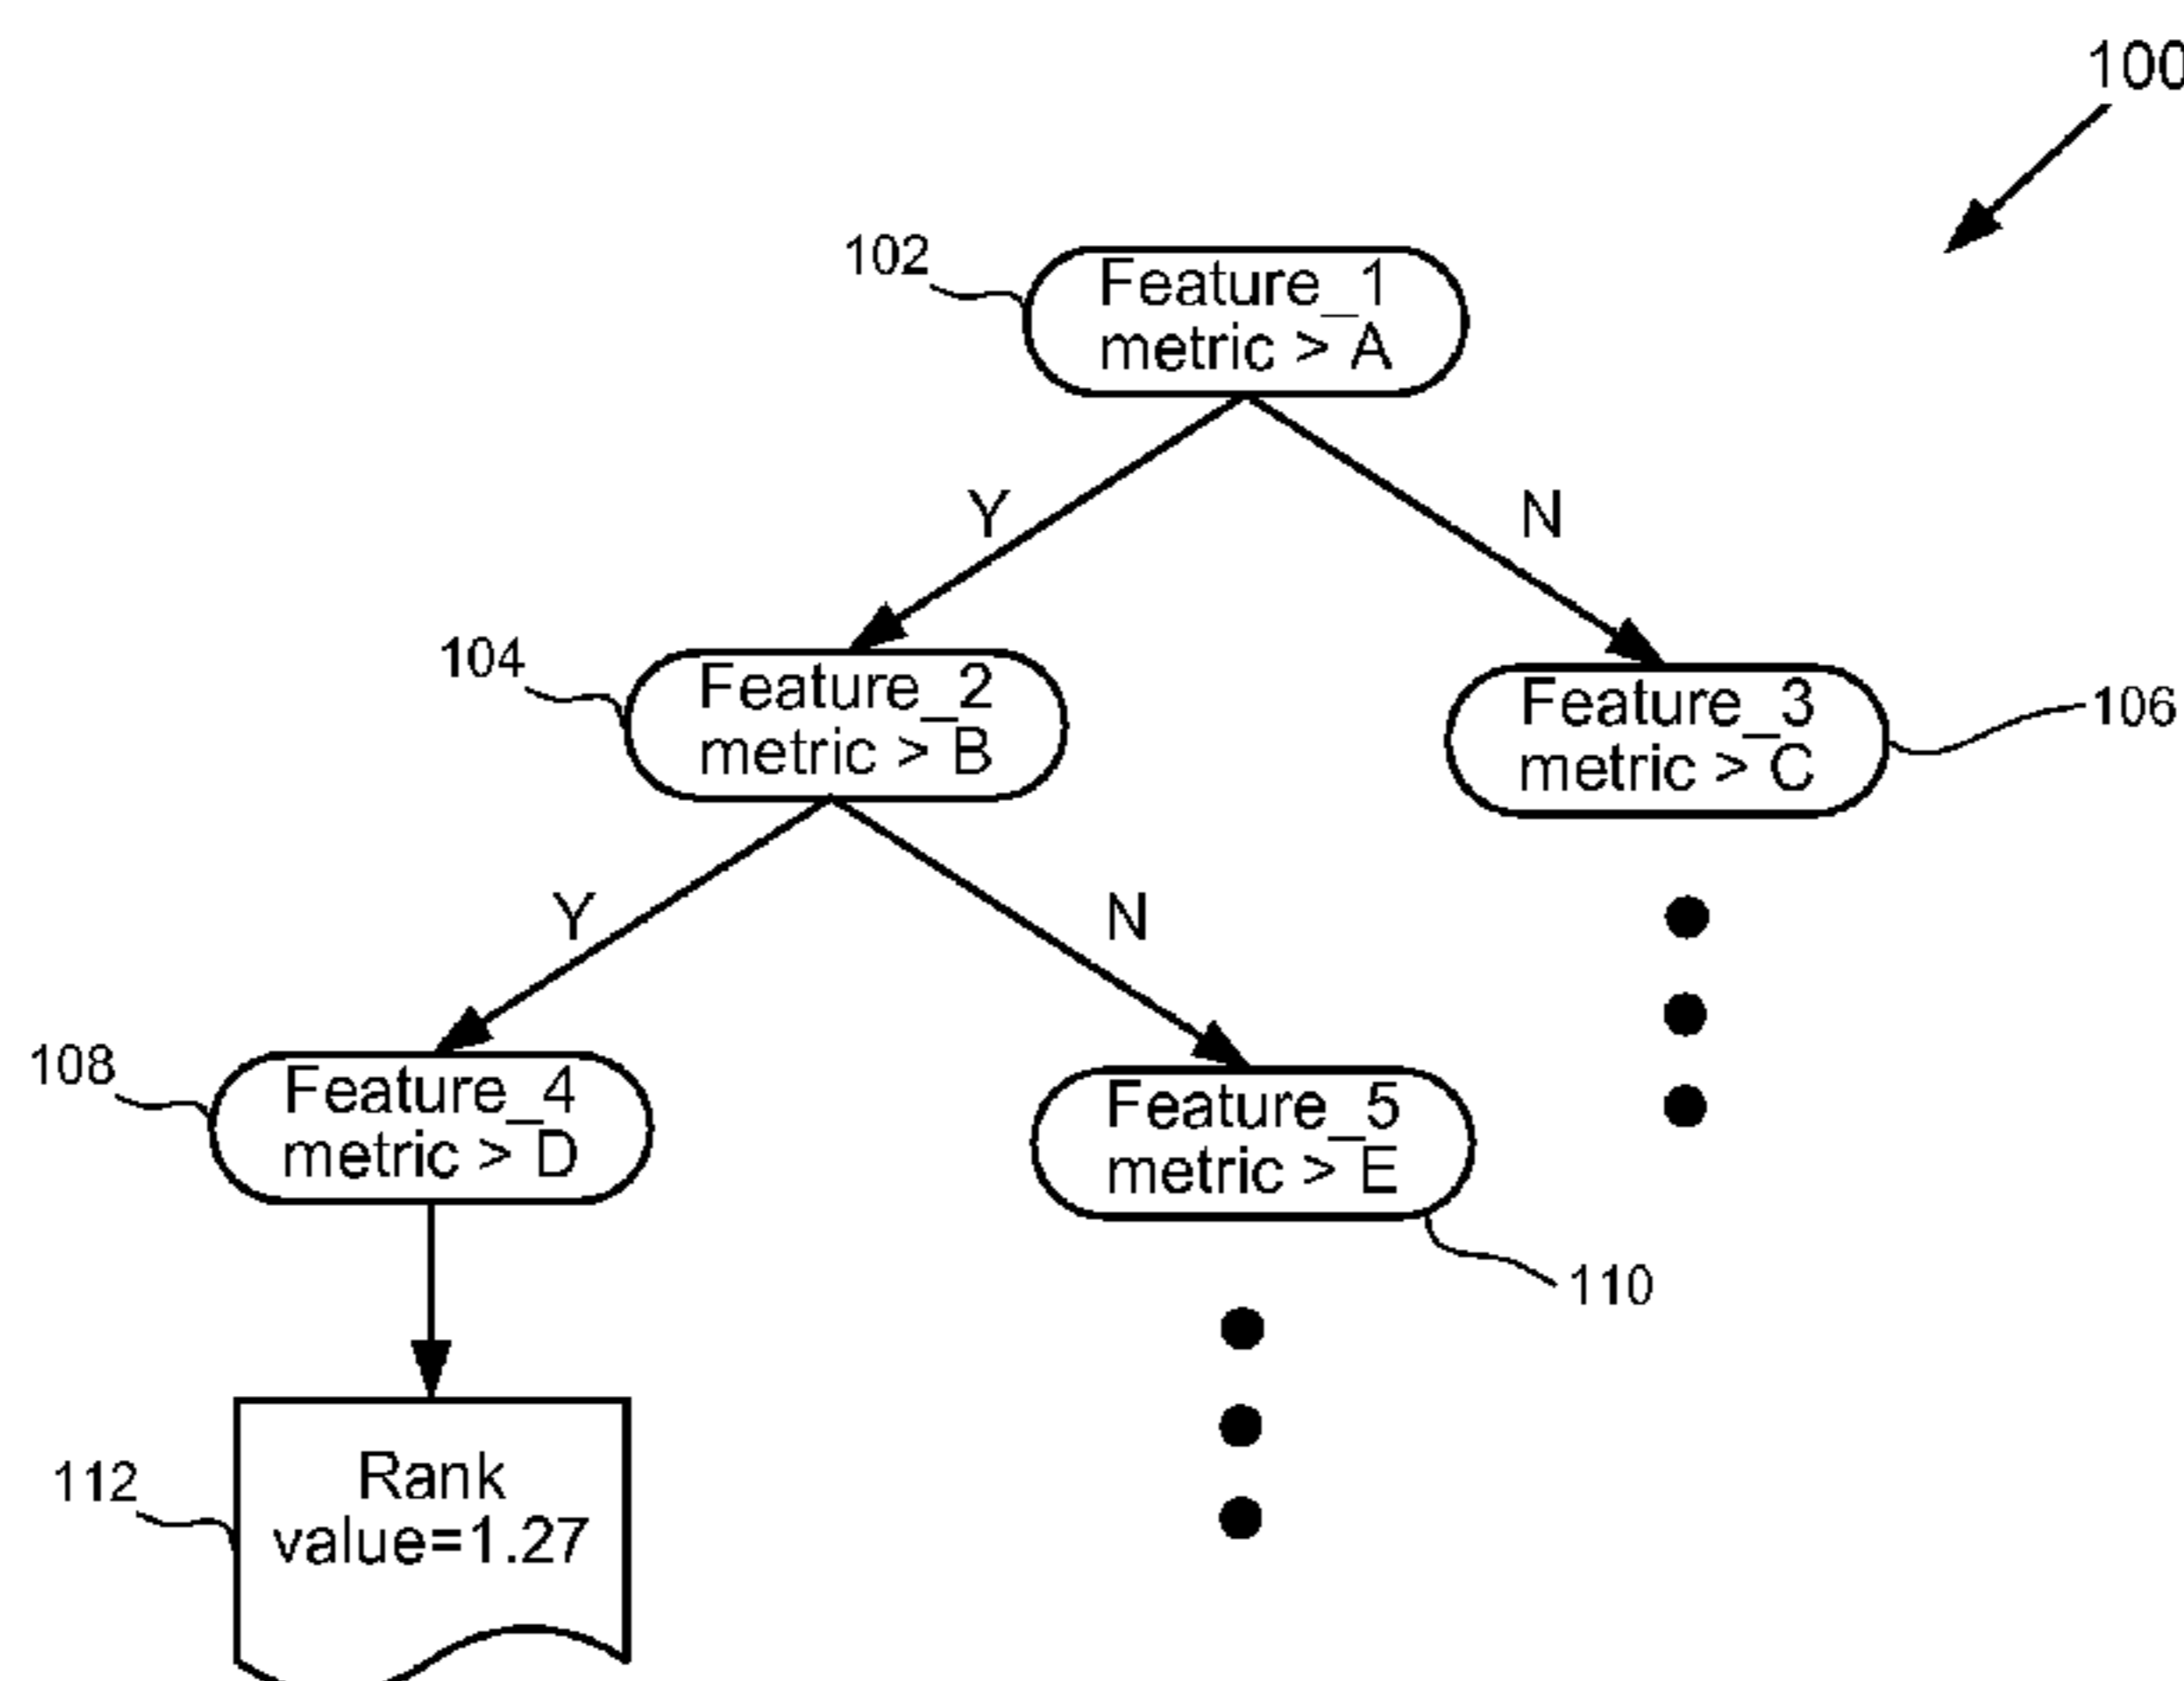 100
102
Feature_1
metric > A
Y
N
104
Feature_2
metric > B
Feature_3
metric > C
106
Y
N
108
Feature_4
metric > D
Feature_5
metric > E
110
112
Rank
value=1.27